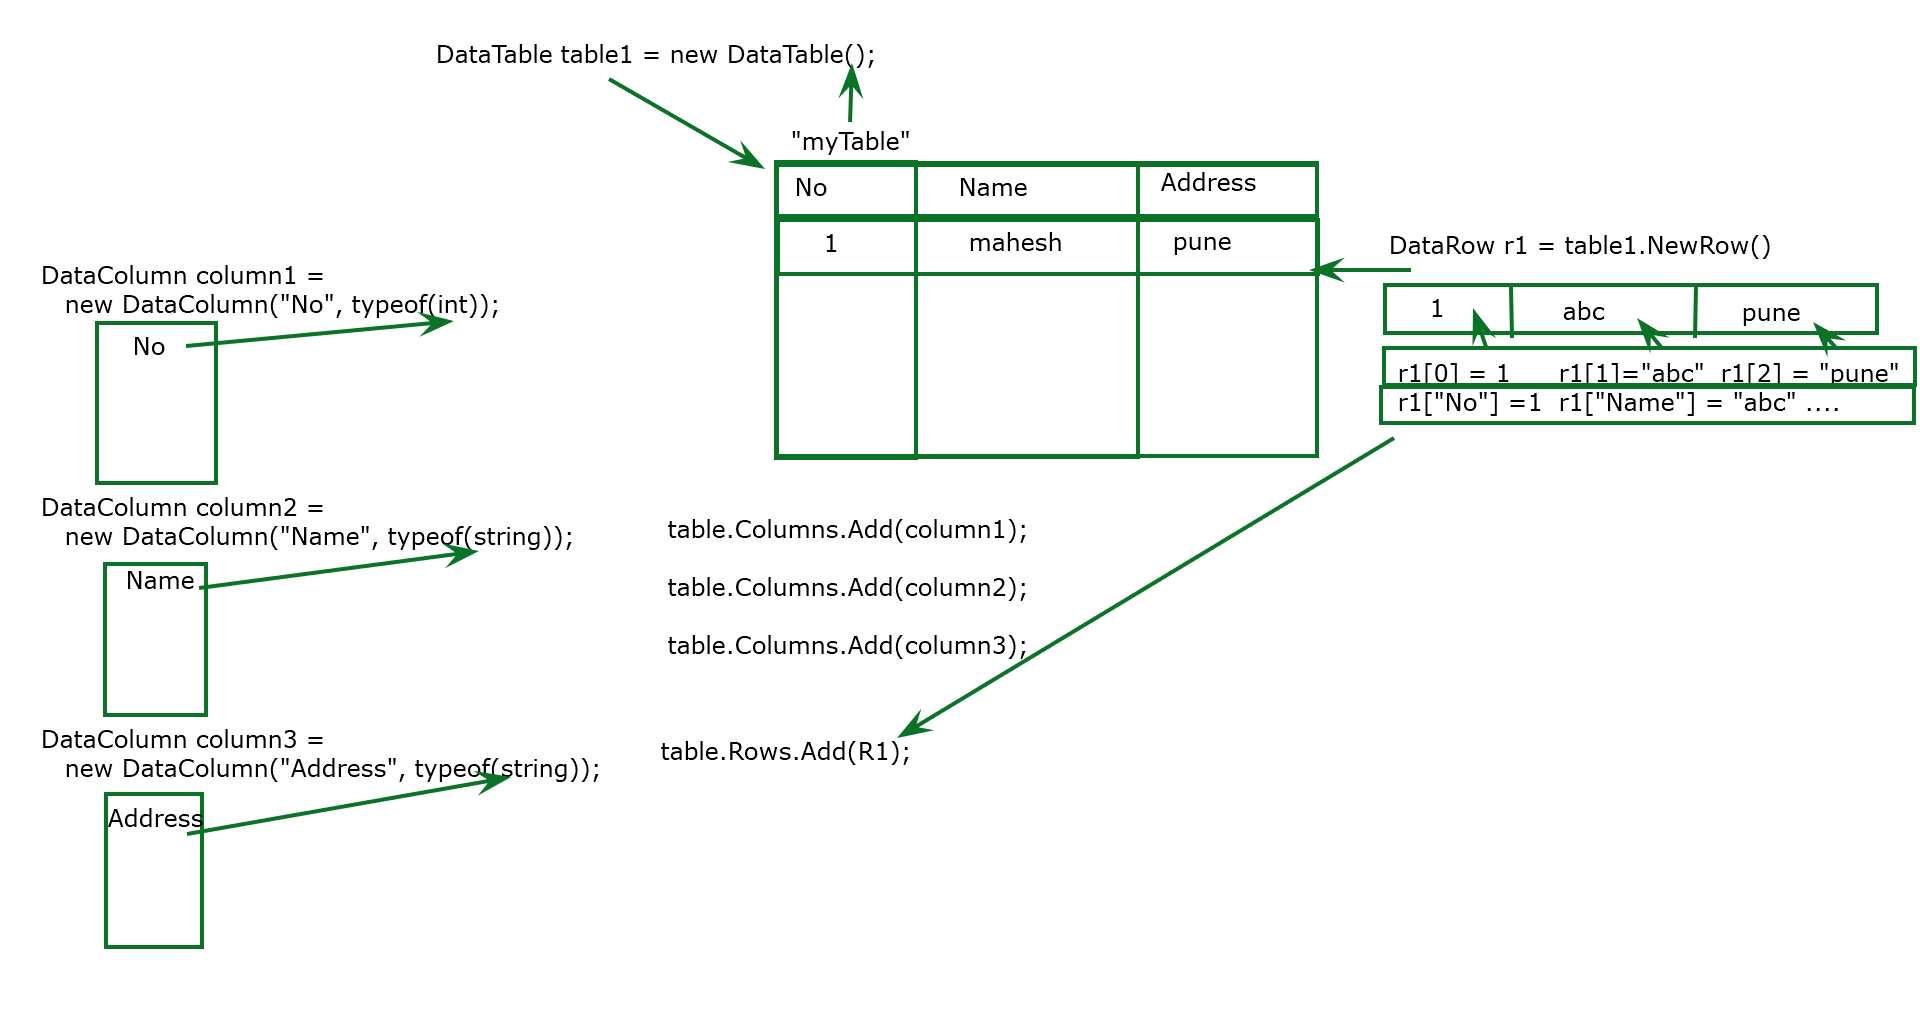 DataTable table1 = new DataTable();
"myTable"
No Name Address
1 mahesh pune
DataRow r1 = table1.NewRow()
1 abc pune
r1[0] = 1 r1[1]="abc" r1[2] = "pune"
r1["No"] =1 r1["Name"] = "abc" ....
DataColumn column1 =
new DataColumn("No", typeof(int));
No
DataColumn column2 =
new DataColumn("Name", typeof(string));
Name
DataColumn column3 =
new DataColumn("Address", typeof(string));
Address
table.Columns.Add(column1);
table.Columns.Add(column2);
table.Columns.Add(column3);
table.Rows.Add(R1);